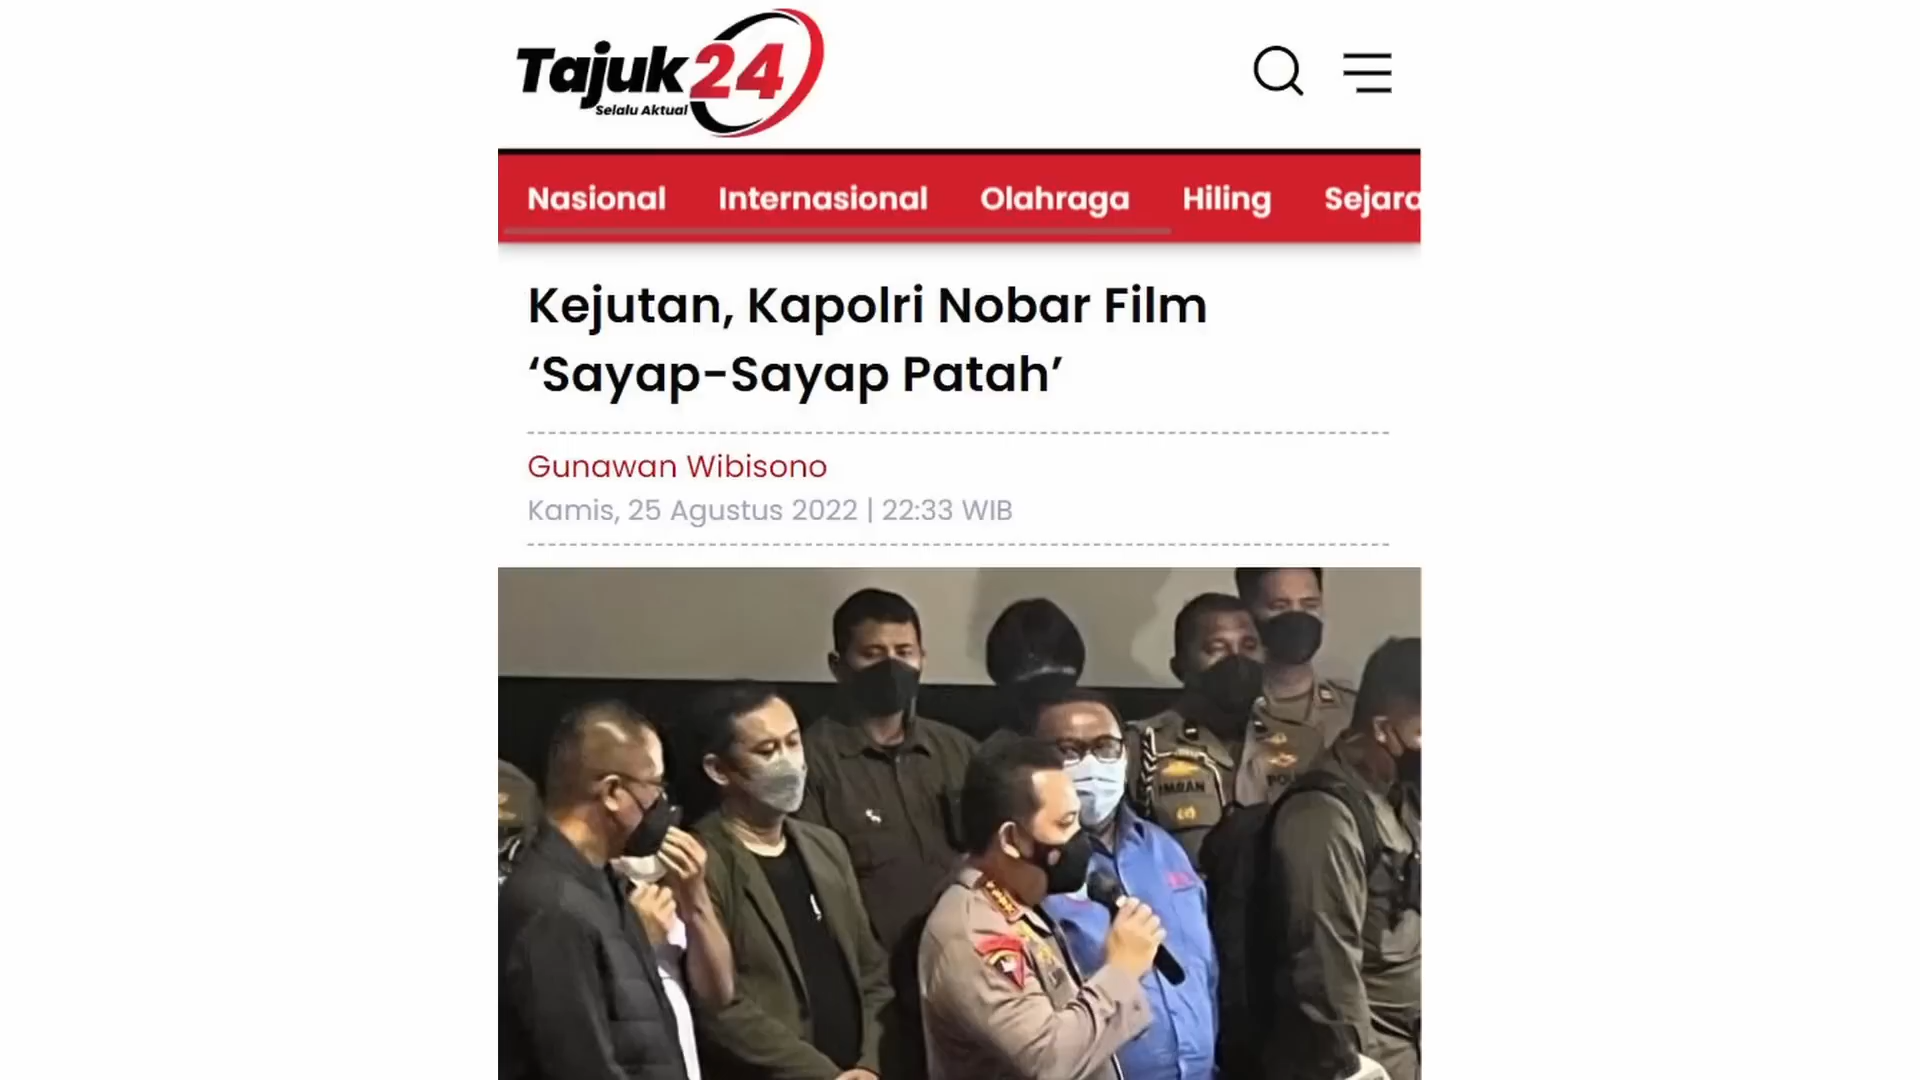 Tajuk24
Selalu Aktual
Nasional Internasional Olahraga Hiling Sejara
Kejutan, Kapolri Nobar Film
‘Sayap-Sayap Patah’
Gunawan Wibisono
Kamis, 25 Agustus 2022 | 22:33 WIB
IMRAN